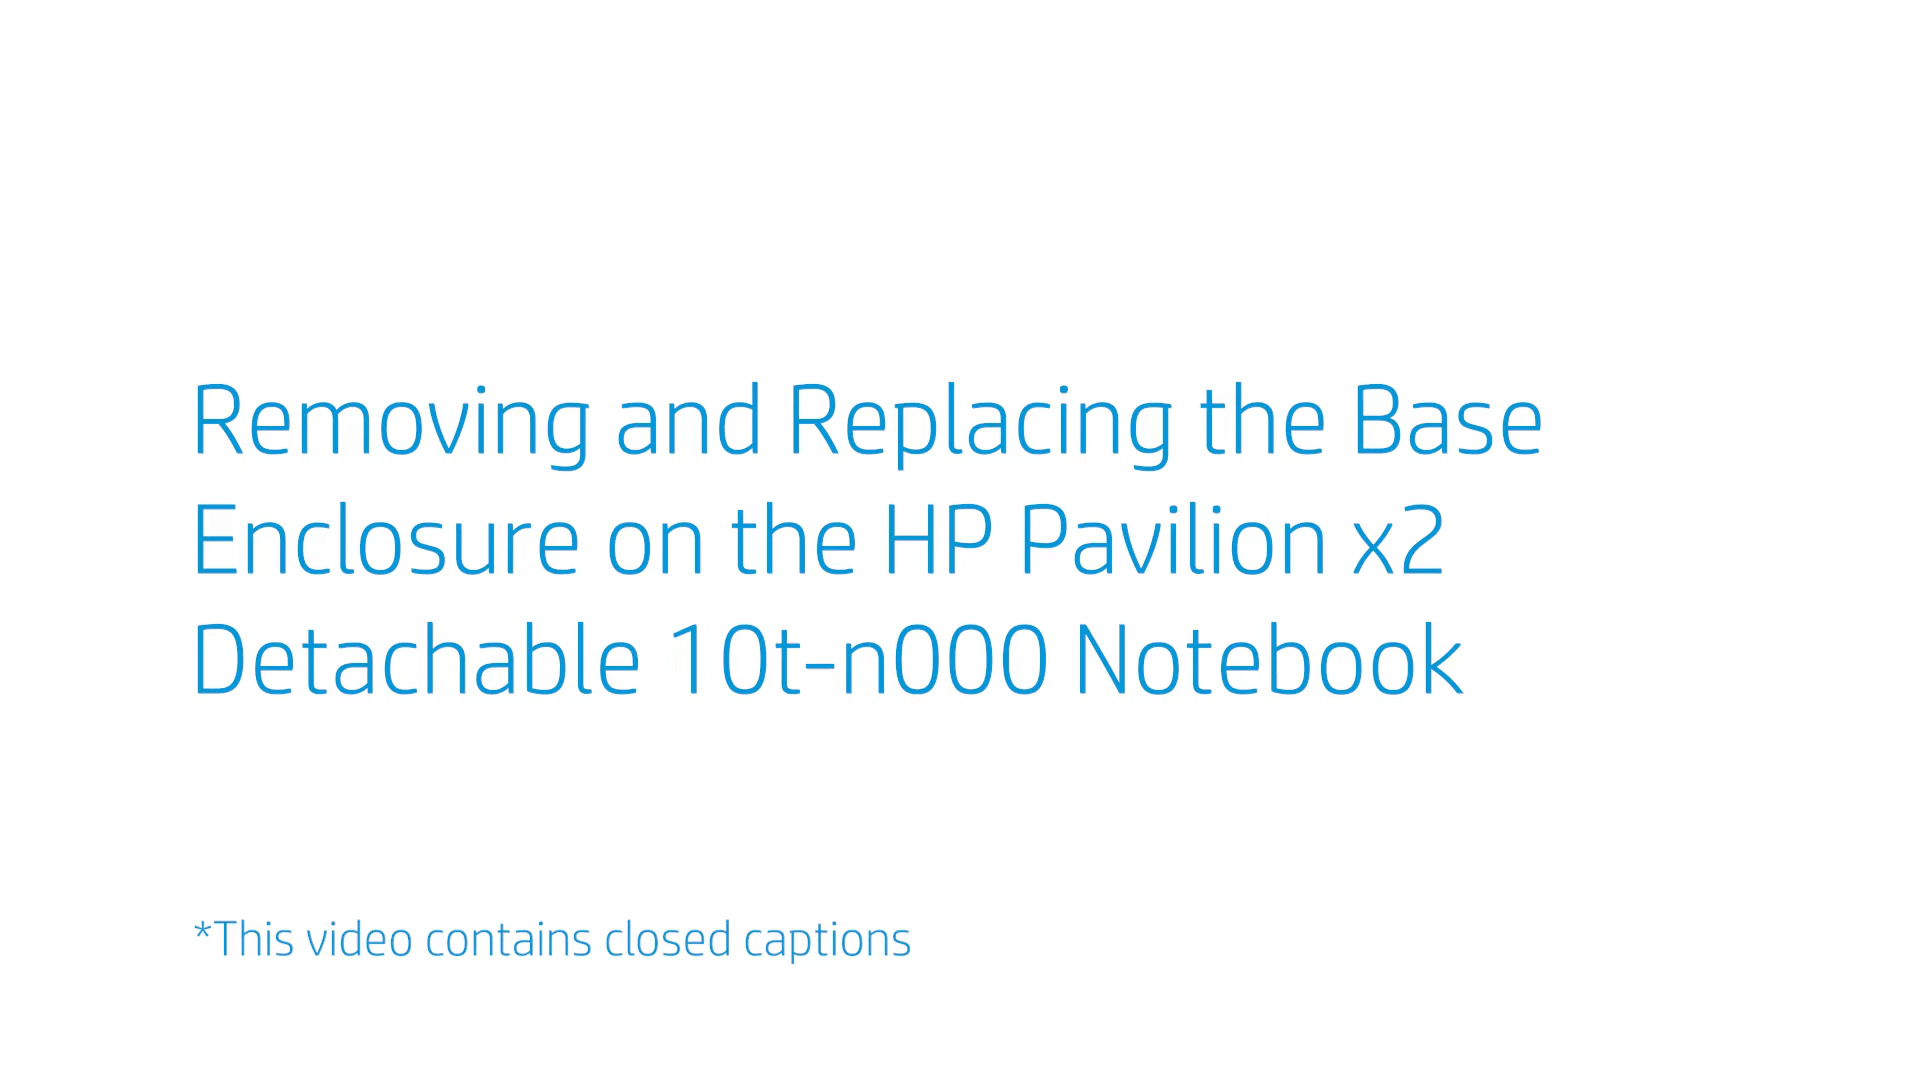 Removing and Replacing the Base
Enclosure on the HP Pavilion x2
Detachable 10t-n000 Notebook
*This video contains closed captions